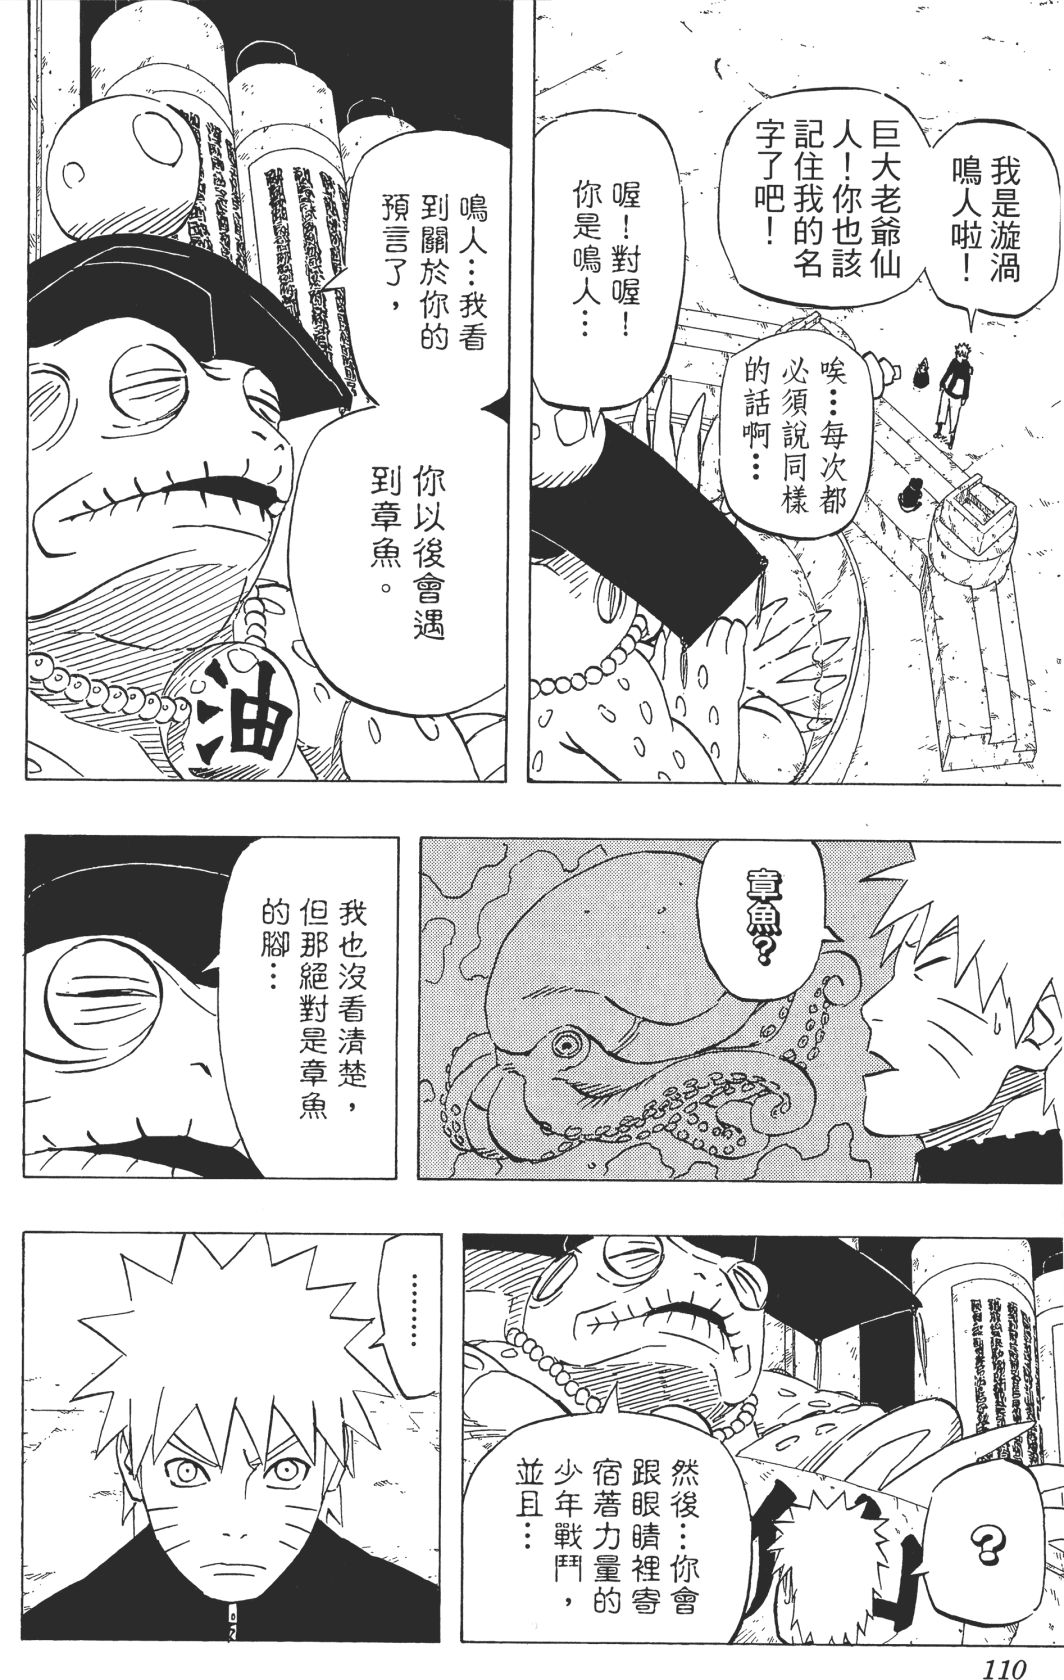 我是漩渦
鳴人啦！
巨大老爺仙
人！你也該
記住我的名
字了吧！
唉…每次都
必須說同樣
的話啊…
喔！對喔！
你是鳴人…
鳴人…我看
到關於你的
預言了，
你以後會遇
到章魚。
油
章魚？
我也沒看清楚，
但那絕對是章魚
的腳…
？
然後…你會
跟眼睛裡寄
宿著力量的
少年戰鬥，
並且…
………
110